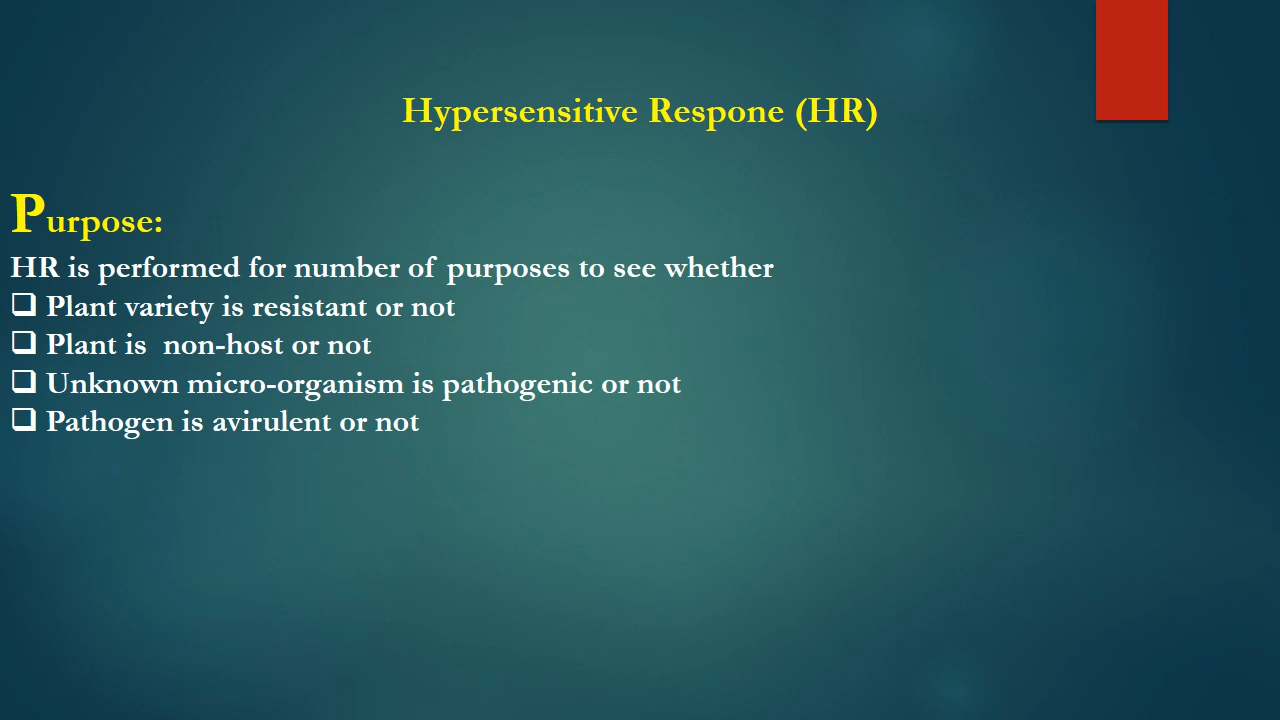 Hypersensitive Respone (HR)
Purpose:
HR is performed for number of purposes to see whether
❑ Plant variety is resistant or not
❑ Plant is  non-host or not
❑ Unknown micro-organism is pathogenic or not
❑ Pathogen is avirulent or not